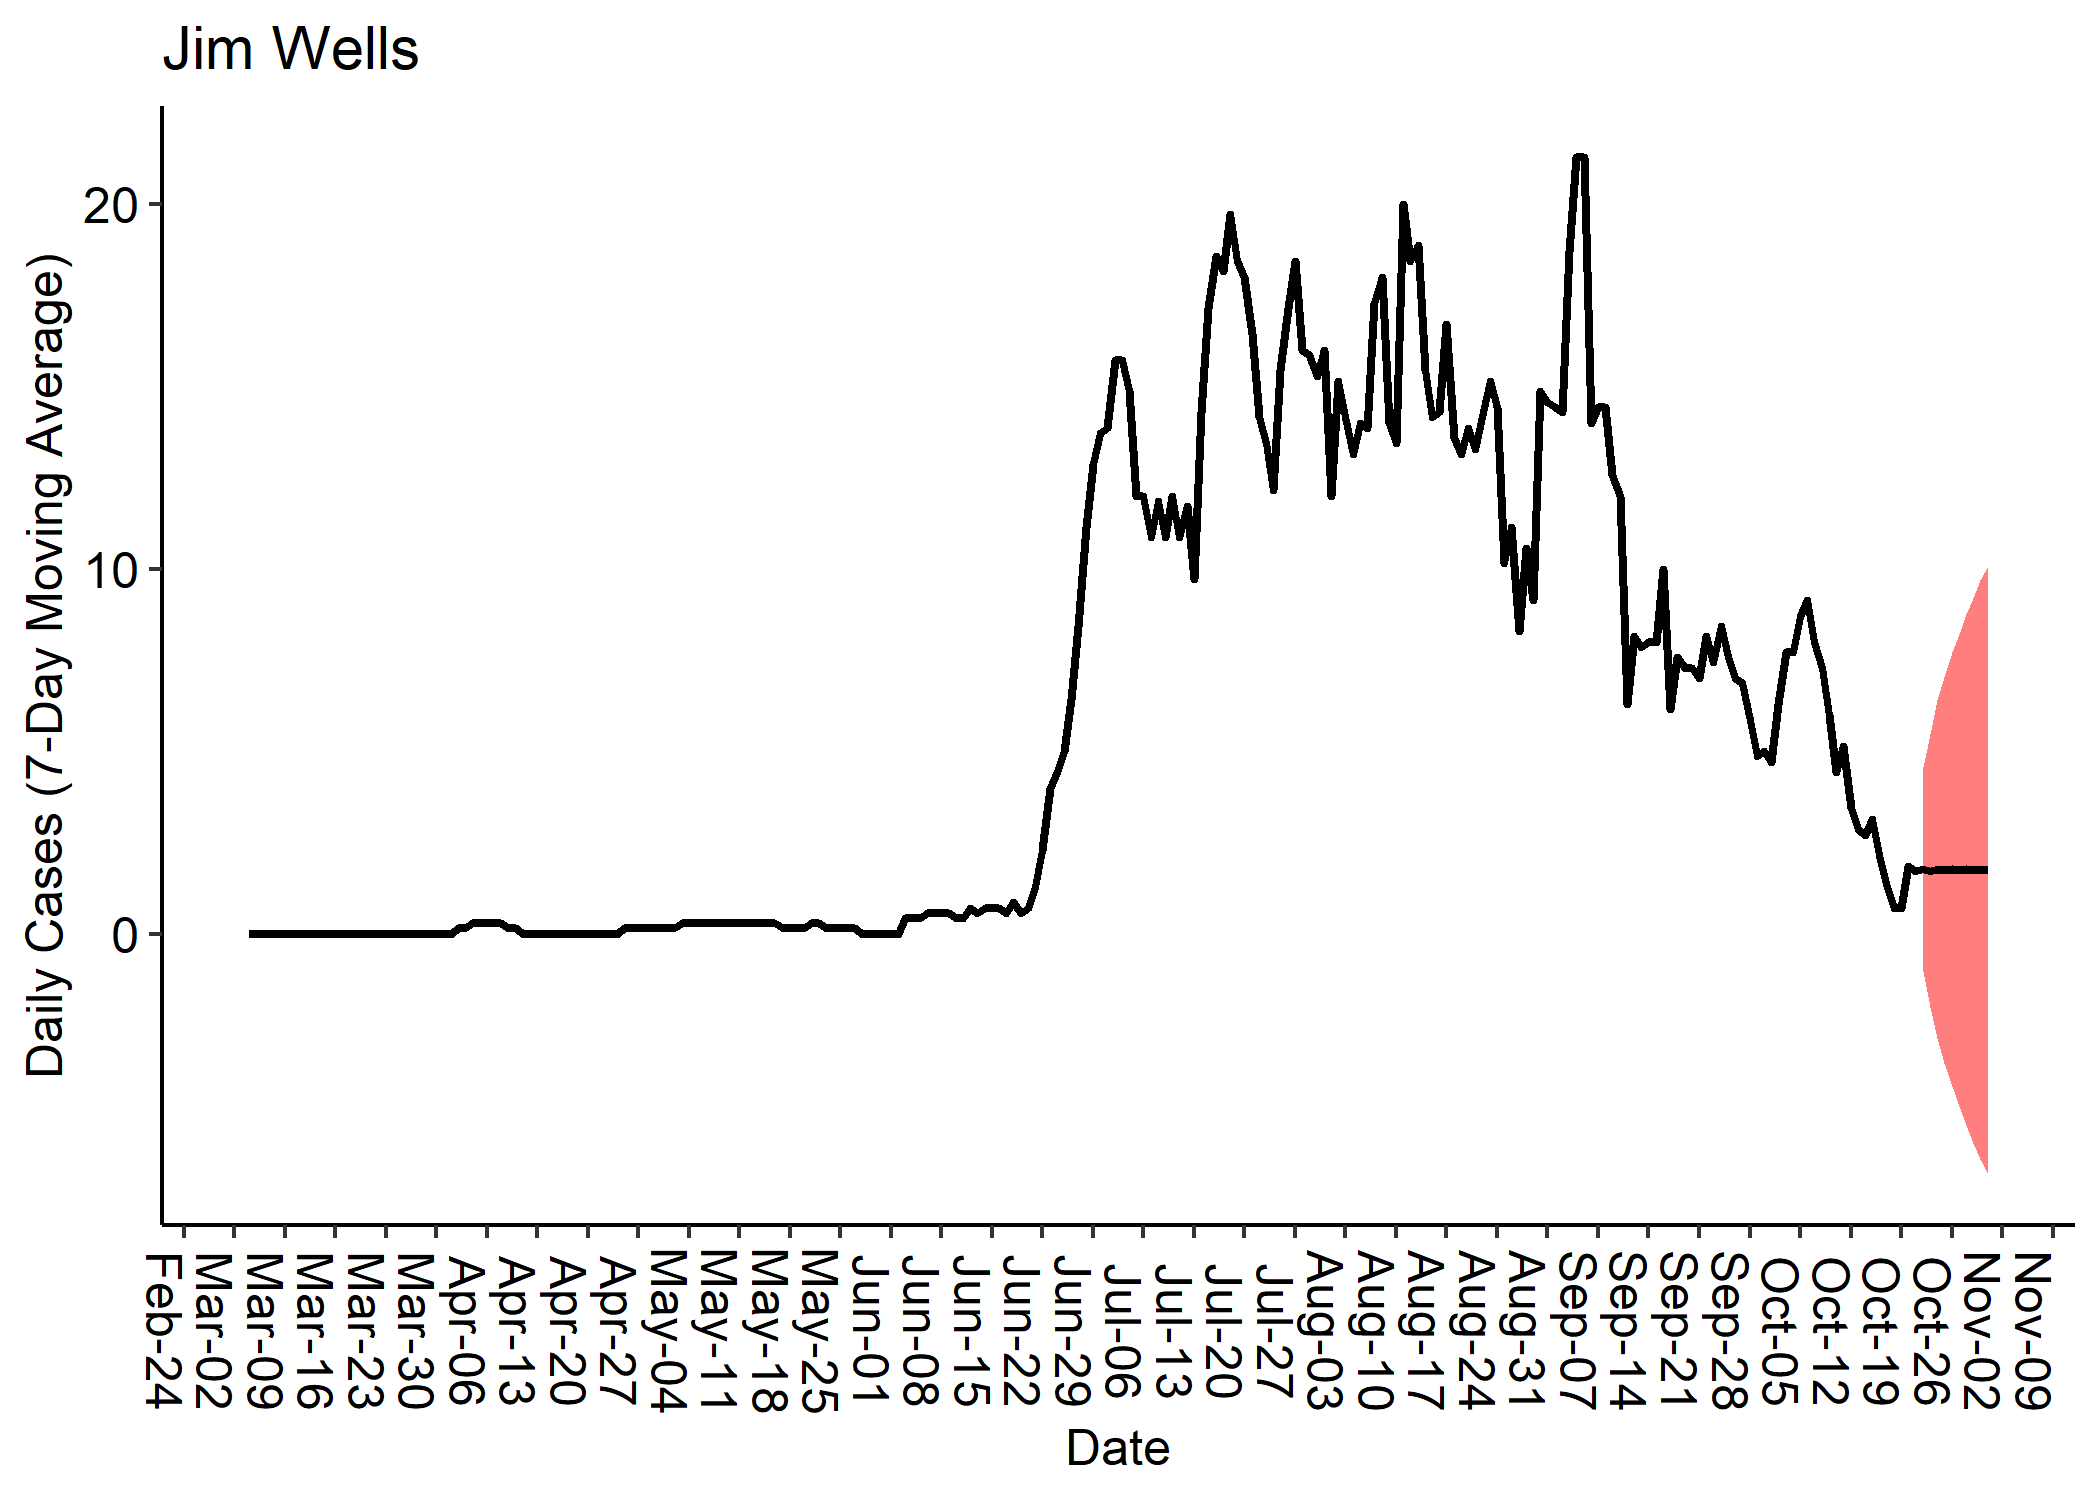 Jim Wells
Daily Cases (7-Day Moving Average)
20
10
0
Feb-24
Mar-02
Mar-09
Mar-16
Mar-23
Mar-30
Apr-06
Apr-13
Apr-20
Apr-27
May-04
May-11
May-18
May-25
Jun-01
Jun-08
Jun-15
Jun-22
Jun-29
Jul-06
Jul-13
Jul-20
Jul-27
Aug-03
Aug-10
Aug-17
Aug-24
Aug-31
Sep-07
Sep-14
Sep-21
Sep-28
Oct-05
Oct-12
Oct-19
Oct-26
Nov-02
Nov-09
Date